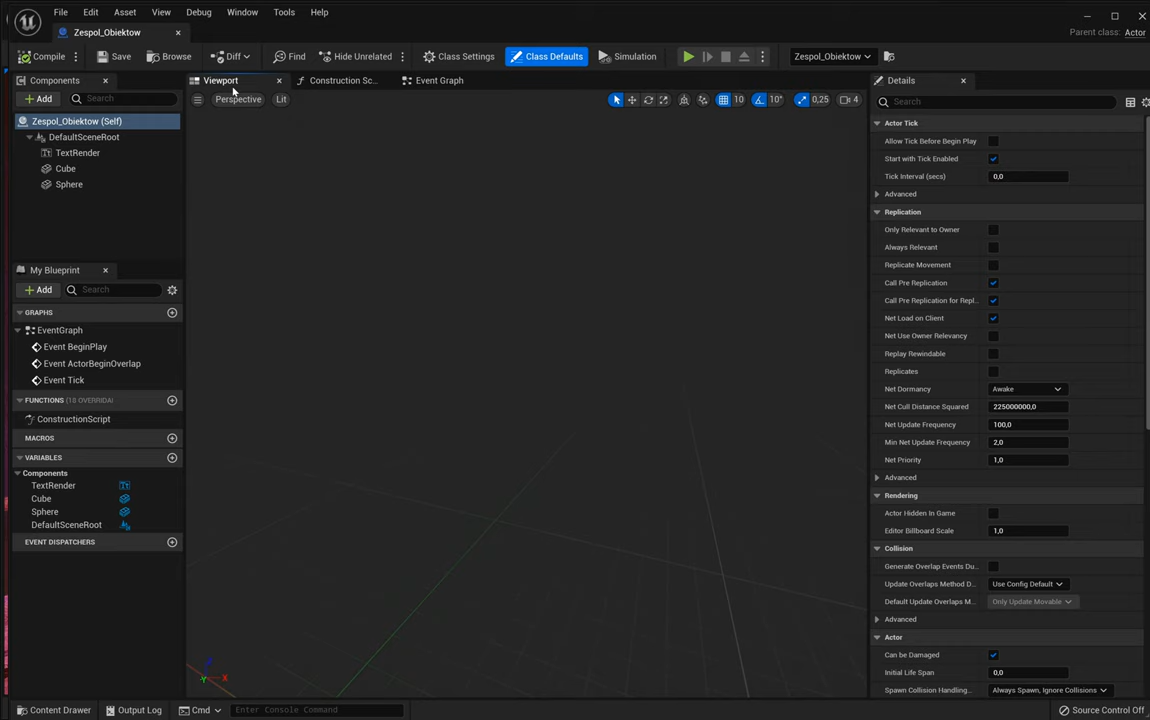 File Edit Asset View Debug Window Tools Help
Zespol_Obiektow
Parent class: Actor
Compile Save Browse Diff Find Hide Unrelated Class Settings Class Defaults Simulation Zespol_Obiektow
Components
Add Search
Zespol_Obiektow (Self)
DefaultSceneRoot
TextRender
Cube
Sphere
My Blueprint
Add Search
GRAPHS
EventGraph
Event BeginPlay
Event ActorBeginOverlap
Event Tick
FUNCTIONS (18 OVERRIDA
ConstructionScript
MACROS
VARIABLES
Components
TextRender
Cube
Sphere
DefaultSceneRoot
EVENT DISPATCHERS
Viewport Construction Sc... Event Graph
Perspective Lit 10 10° 0,25 4
X
Y
Details
Search
Actor Tick
Allow Tick Before Begin Play
Start with Tick Enabled
Tick Interval (secs) 0,0
Advanced
Replication
Only Relevant to Owner
Always Relevant
Replicate Movement
Call Pre Replication
Call Pre Replication for Repl...
Net Load on Client
Net Use Owner Relevancy
Replay Rewindable
Replicates
Net Dormancy Awake
Net Cull Distance Squared 225000000,0
Net Update Frequency 100,0
Min Net Update Frequency 2,0
Net Priority 1,0
Advanced
Rendering
Actor Hidden In Game
Editor Billboard Scale 1,0
Collision
Generate Overlap Events Du...
Update Overlaps Method D... Use Config Default
Default Update Overlaps M... Only Update Movable
Advanced
Actor
Can be Damaged
Initial Life Span 0,0
Spawn Collision Handling... Always Spawn, Ignore Collisions
Content Drawer Output Log Cmd Enter Console Command Source Control Off